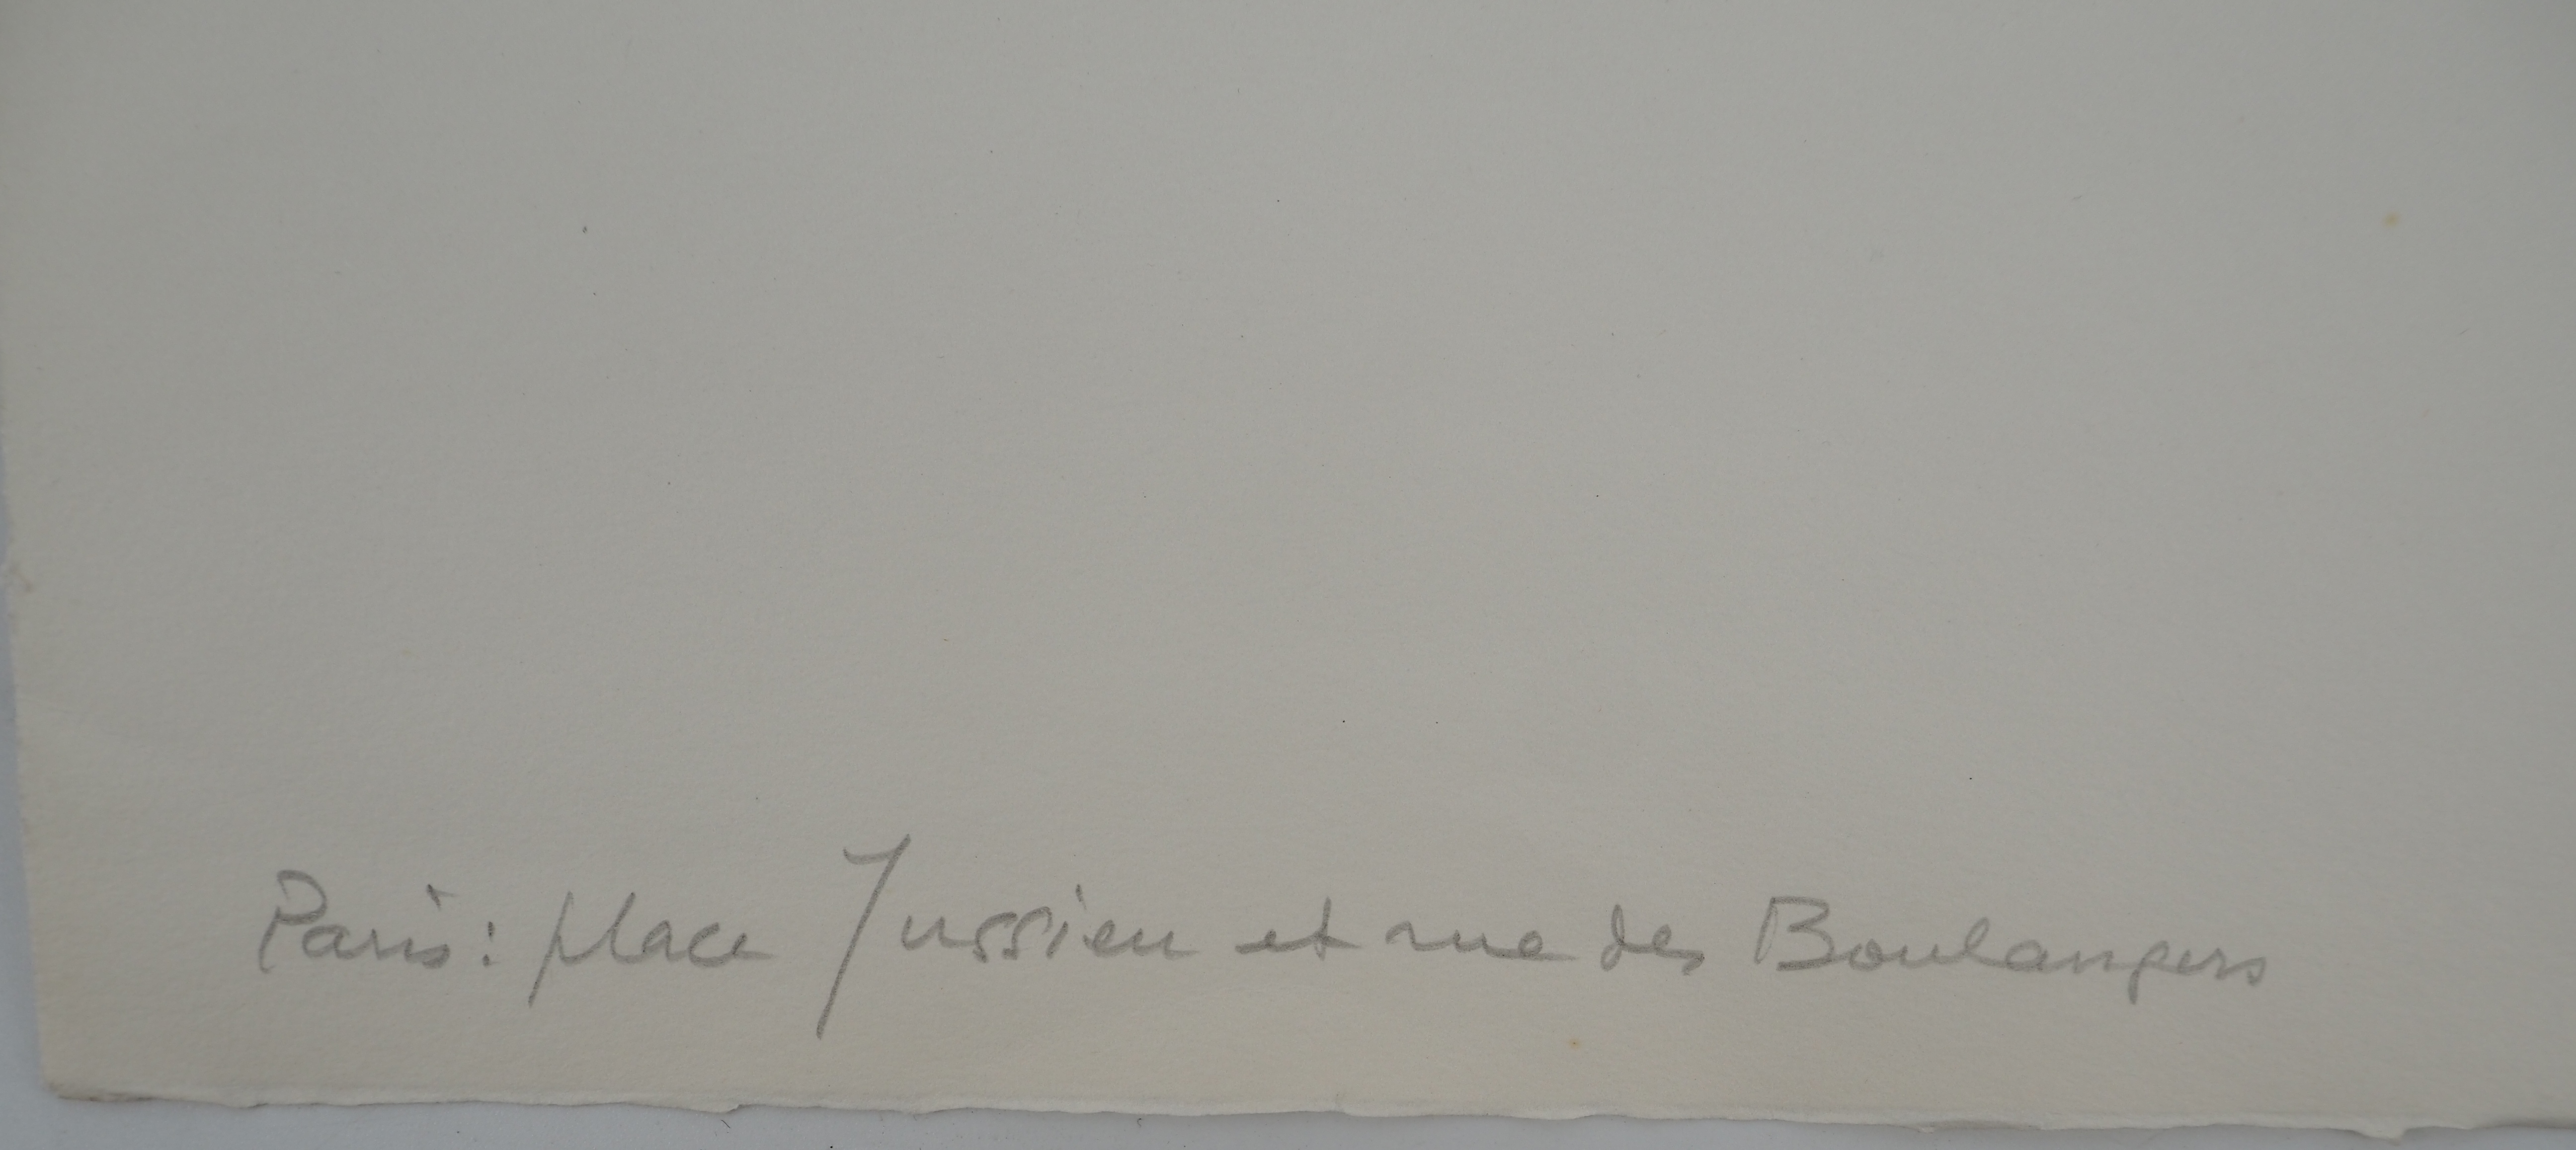 Paris: place Jussieu et rue des Boulangers